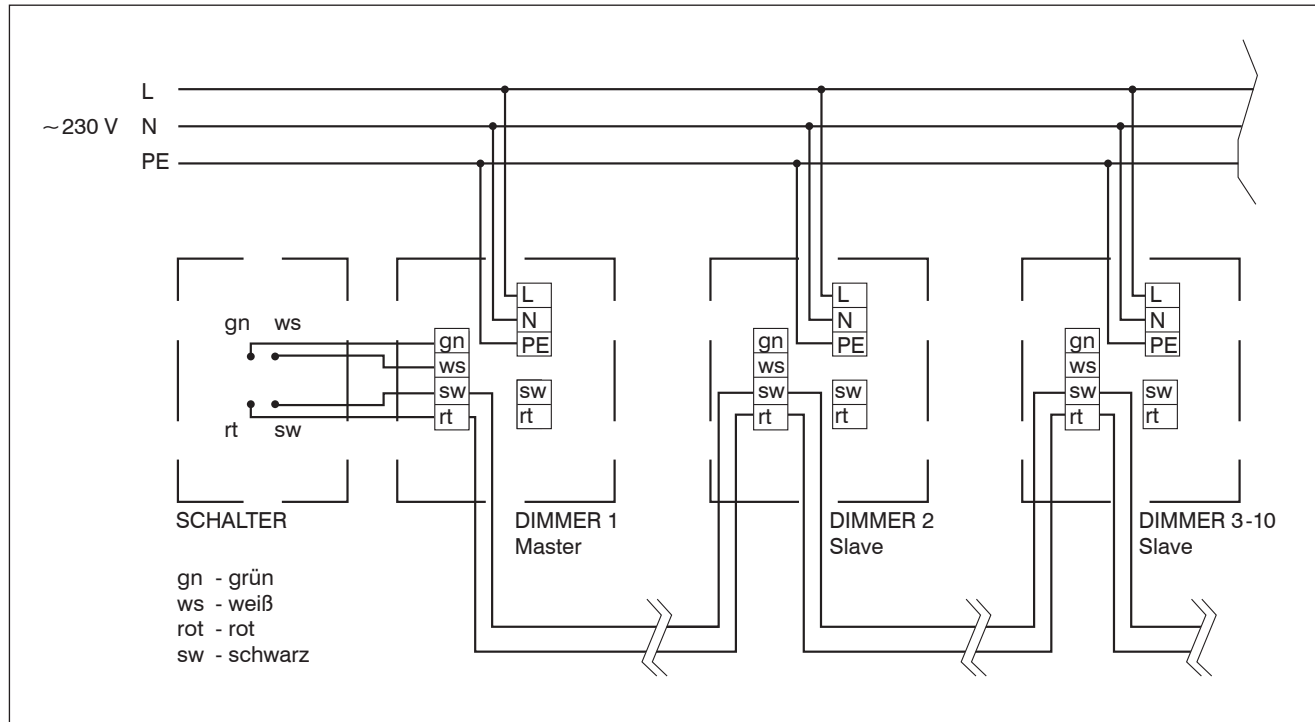 L
~230 V N
PE
gn ws
rt sw
SCHALTER
gn
ws
sw
rt
L
N
PE
sw
rt
DIMMER 1
Master
gn
ws
sw
rt
L
N
PE
sw
rt
DIMMER 2
Slave
gn
ws
sw
rt
L
N
PE
sw
rt
DIMMER 3-10
Slave
gn - grün
ws - weiß
rot - rot
sw - schwarz